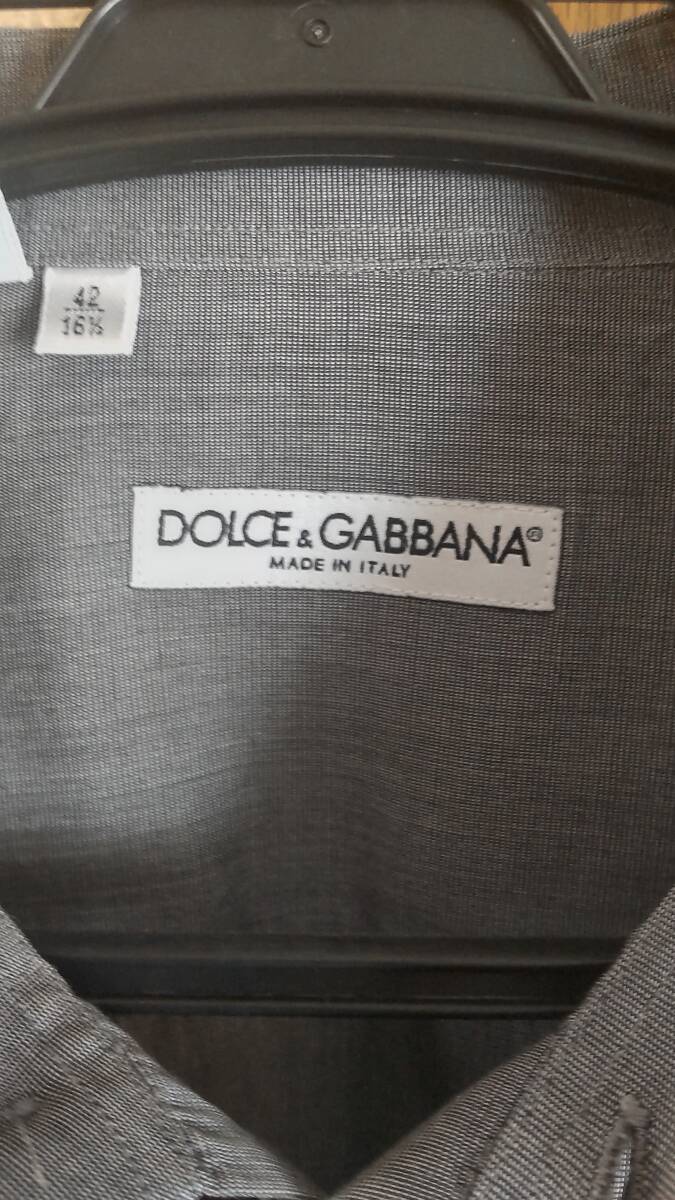 42
16½
DOLCE & GABBANA®
MADE IN ITALY